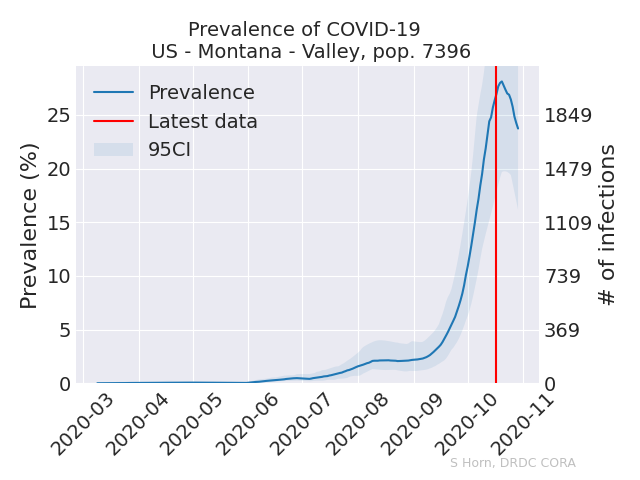 Prevalence of COVID-19
US - Montana - Valley, pop. 7396
Prevalence
Latest data
95CI
Prevalence (%)
25
20
15
10
5
0
1849
1479
1109
739
369
0
# of infections
2020-03
2020-04
2020-05
2020-06
2020-07
2020-08
2020-09
2020-10
2020-11
S Horn, DRDC CORA